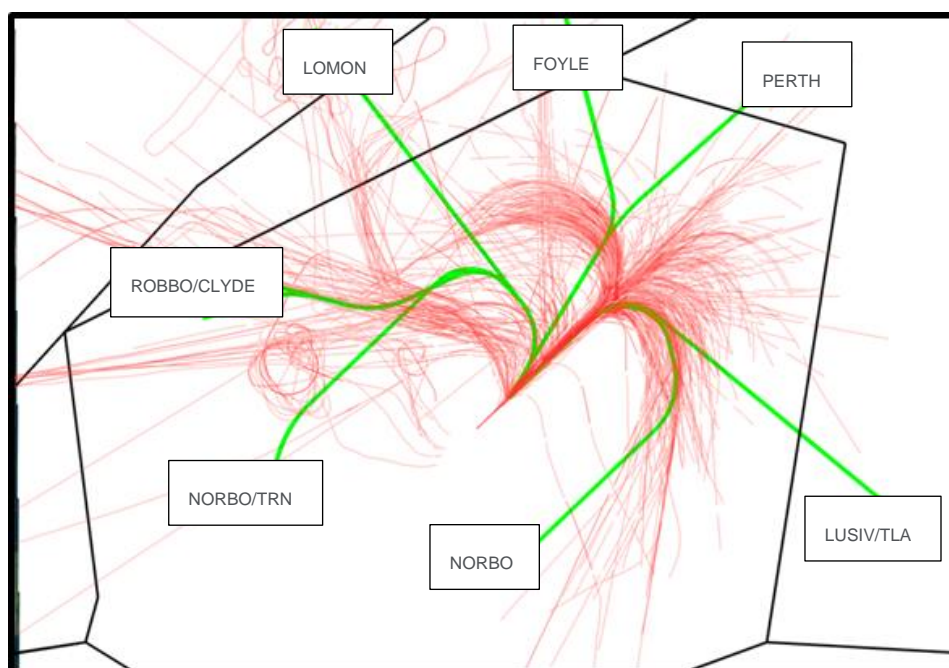 LOMON
FOYLE
PERTH
ROBBO/CLYDE
NORBO/TRN
NORBO
LUSIV/TLA